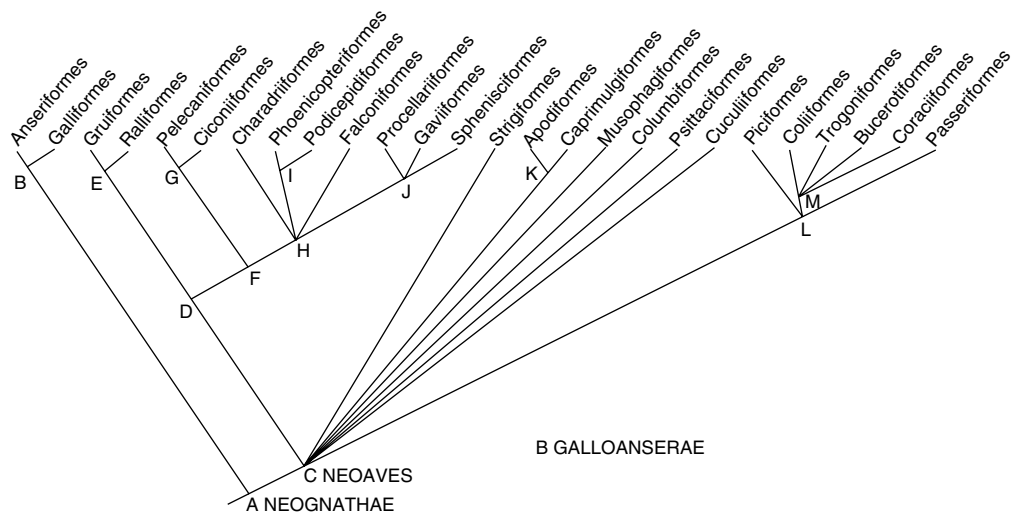 Anseriformes
Galliformes
Gruiformes
Ralliformes
Pelecaniformes
Ciconiiformes
Charadriiformes
Phoenicopteriformes
Podicepidiformes
Falconiformes
Procellariiformes
Gaviiformes
Sphenisciformes
Strigiformes
Apodiformes
Caprimulgiformes
Musophagiformes
Columbiformes
Psittaciformes
Cuculiiformes
Piciformes
Coliiformes
Trogoniformes
Bucerotiformes
Coraciiformes
Passeriformes
B
E
G
I
J
K
M
L
H
F
D
B GALLOANSERAE
C NEOAVES
A NEOGNATHAE